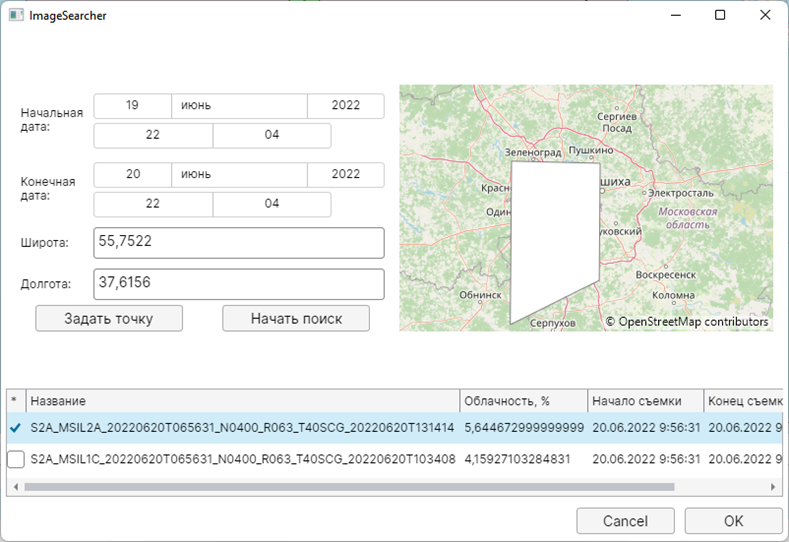 ImageSearcher
Начальная дата:
19 июнь 2022
22 04
Конечная дата:
20 июнь 2022
22 04
Широта: 55,7522
Долгота: 37,6156
Задать точку Начать поиск
Сергиев Посад
Зеленоград Пушкино
Красно шиха
Электросталь
Один Московская область
уковский
Воскресенск
Обнинск Коломна
Серпухов © OpenStreetMap contributors
* Название Облачность, % Начало съемки Конец съемк
S2A_MSIL2A_20220620T065631_N0400_R063_T40SCG_20220620T131414 5,644672999999999 20.06.2022 9:56:31 20.06.2022 9
S2A_MSIL1C_20220620T065631_N0400_R063_T40SCG_20220620T103408 4,15927103284831 20.06.2022 9:56:31 20.06.2022 9
Cancel OK